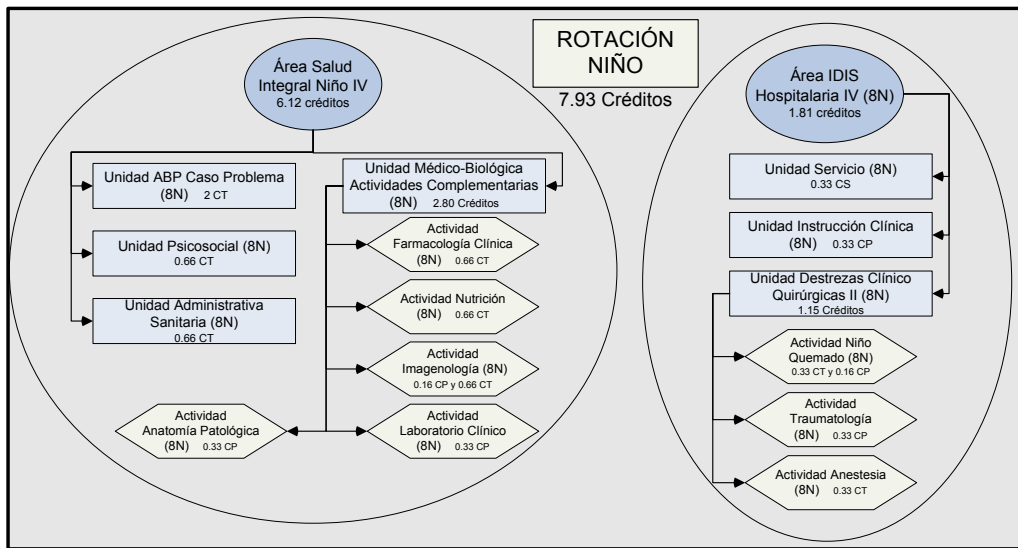 ROTACIÓN
NIÑO
7.93 Créditos
Área Salud
Integral Niño IV
6.12 créditos
Unidad ABP Caso Problema
(8N) 2 CT
Unidad Psicosocial (8N)
0.66 CT
Unidad Administrativa
Sanitaria (8N)
0.66 CT
Unidad Médico-Biológica
Actividades Complementarias
(8N) 2.80 Créditos
Actividad
Farmacología Clínica
(8N) 0.66 CT
Actividad Nutrición
(8N) 0.66 CT
Actividad
Imagenología (8N)
0.16 CP y 0.66 CT
Actividad
Anatomía Patológica
(8N) 0.33 CP
Actividad
Laboratorio Clínico
(8N) 0.33 CP
Área IDIS
Hospitalaria IV (8N)
1.81 créditos
Unidad Servicio (8N)
0.33 CS
Unidad Instrucción Clínica
(8N) 0.33 CP
Unidad Destrezas Clínico
Quirúrgicas II (8N)
1.15 Créditos
Actividad Niño
Quemado (8N)
0.33 CT y 0.16 CP
Actividad
Traumatología
(8N) 0.33 CP
Actividad Anestesia
(8N) 0.33 CT